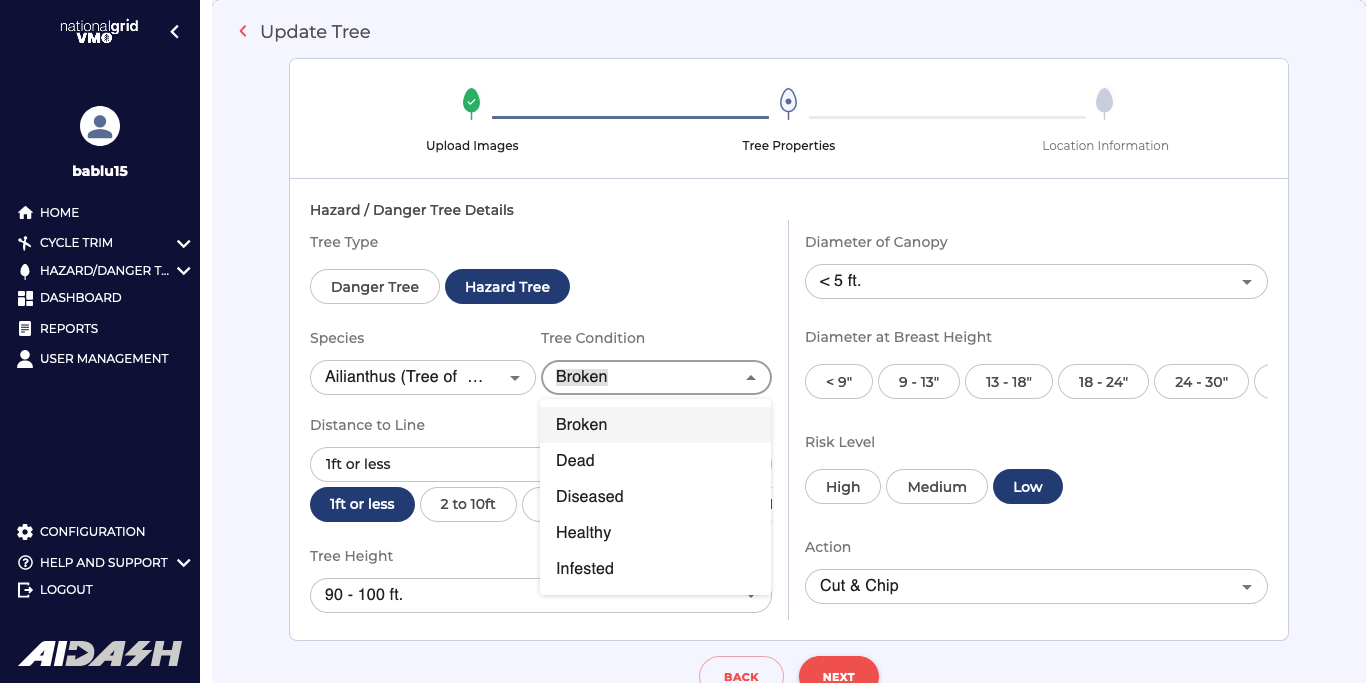 nationalgrid
VM
bablu15
HOME
CYCLE TRIM
HAZARD/DANGER T...
DASHBOARD
REPORTS
USER MANAGEMENT
CONFIGURATION
HELP AND SUPPORT
LOGOUT
AIDASH
Update Tree
Upload Images
Tree Properties
Location Information
Hazard / Danger Tree Details
Tree Type
Danger Tree
Hazard Tree
Species
Tree Condition
Ailianthus (Tree of ...
Broken
Broken
Dead
Diseased
Healthy
Infested
Distance to Line
1ft or less
1ft or less
2 to 10ft
Tree Height
90 - 100 ft.
Diameter of Canopy
< 5 ft.
Diameter at Breast Height
< 9"
9 - 13"
13 - 18"
18 - 24"
24 - 30"
Risk Level
High
Medium
Low
Action
Cut & Chip
BACK
NEXT